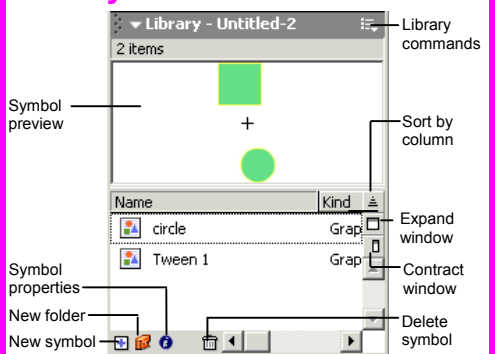 Library - Untitled-2
Library
commands
2 items
Symbol
preview
Sort by
column
Name Kind
circle Grap
Expand
window
Tween 1 Grap
Symbol
properties
Contract
window
New folder
New symbol
Delete
symbol